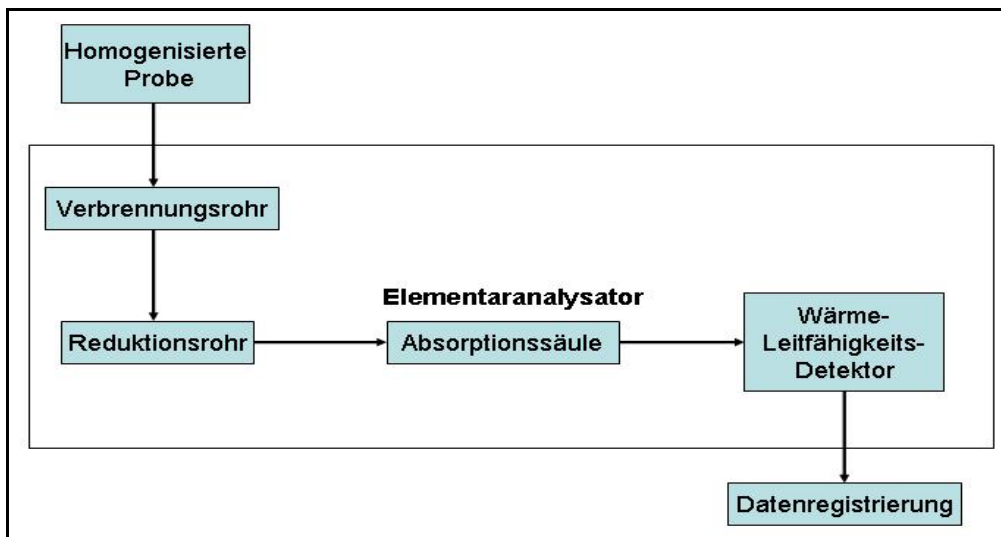 Homogenisierte
Probe
Verbrennungsrohr
Elementaranalysator
Reduktionsrohr
Absorptionssäule
Wärme-
Leitfähigkeits-
Detektor
Datenregistrierung